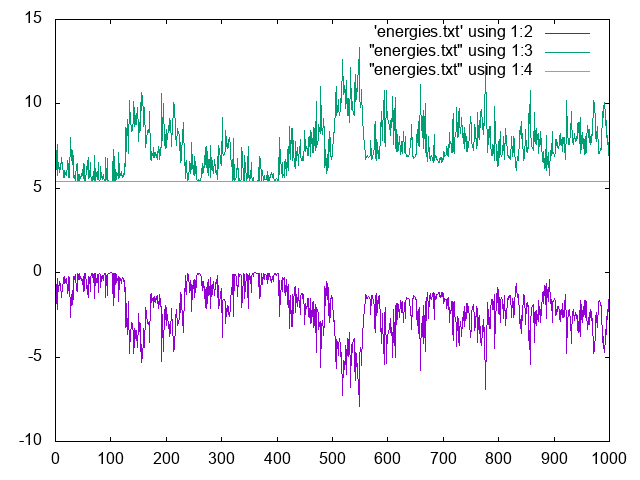 15
10
5
0
-5
-10
0 100 200 300 400 500 600 700 800 900 1000
'energies.txt' using 1:2
"energies.txt" using 1:3
"energies.txt" using 1:4